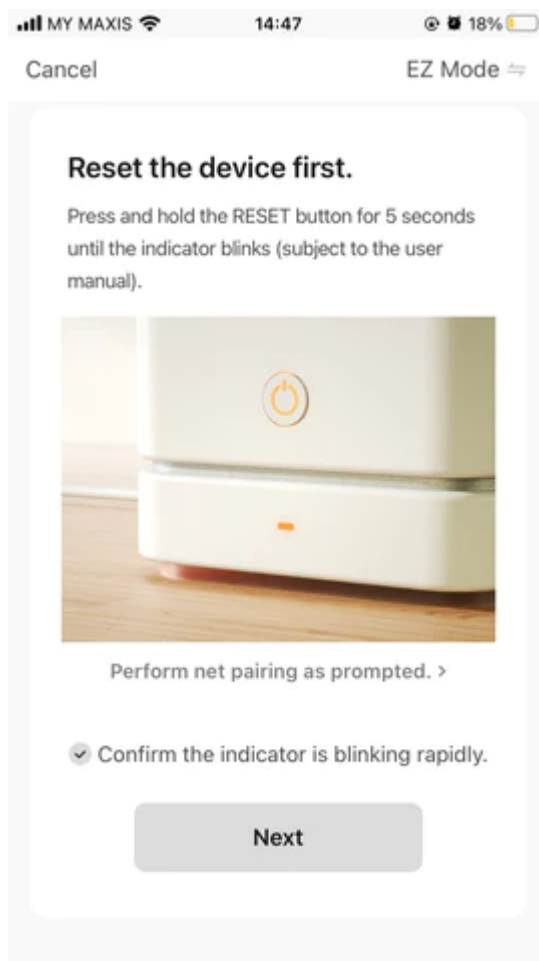 MY MAXIS 14:47 18%
Cancel EZ Mode
Reset the device first.
Press and hold the RESET button for 5 seconds
until the indicator blinks (subject to the user
manual).
Perform net pairing as prompted. >
Confirm the indicator is blinking rapidly.
Next